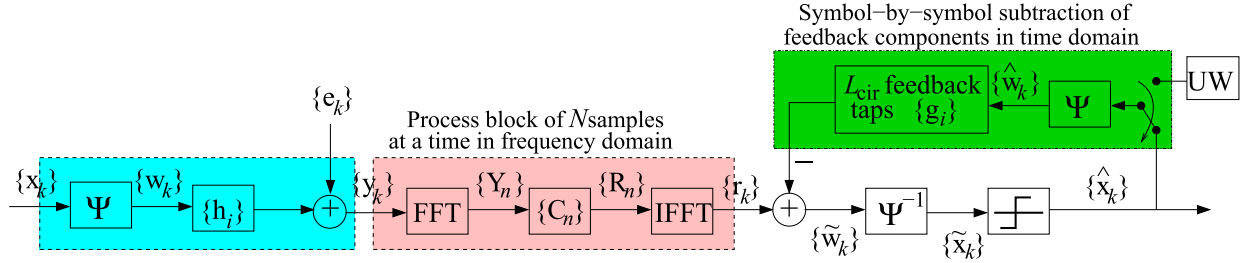 Symbol−by−symbol subtraction of
feedback components in time domain
L_cir feedback
taps {g_i}
{ŵ_k}
Ψ
UW
{e_k}
Process block of N samples
at a time in frequency domain
−
{x_k}
Ψ
{w_k}
{h_i}
+
{y_k}
FFT
{Y_n}
{C_n}
{R_n}
IFFT
{r_k}
+
{w̃_k}
Ψ⁻¹
{x̃_k}
{x̂_k}